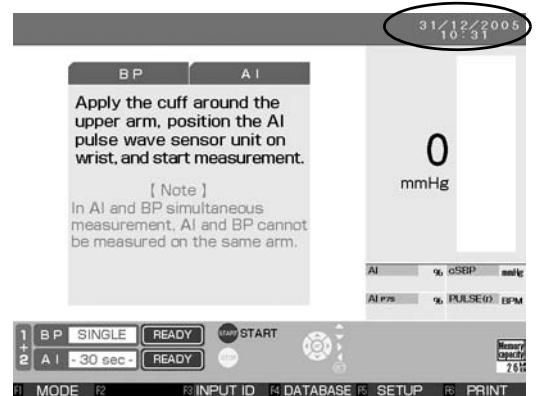 31/12/2005
10:31
BP AI
Apply the cuff around the
upper arm, position the AI
pulse wave sensor unit on
wrist, and start measurement.
[ Note ]
In AI and BP simultaneous
measurement, AI and BP cannot
be measured on the same arm.
0
mmHg
AI % cSBP mmHg
AI P75 % PULSE(r) BPM
1 BP SINGLE READY START START
+
2 AI - 30 sec - READY STOP
Memory
capacity
F1 MODE F2 F3 INPUT ID F4 DATABASE F5 SETUP F6 PRINT